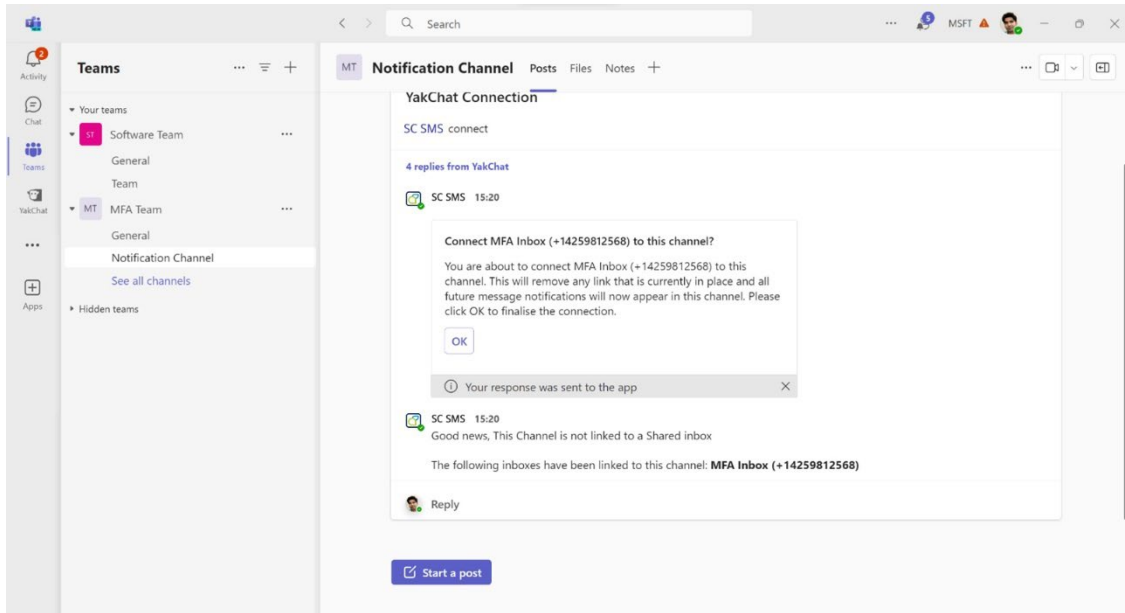 Search
5
MSFT
2
Activity
Chat
Teams
YakChat
Apps
Teams
Your teams
ST Software Team
General
Team
MT MFA Team
General
Notification Channel
See all channels
Hidden teams
MT Notification Channel Posts Files Notes
YakChat Connection
SC SMS connect
4 replies from YakChat
SC SMS 15:20
Connect MFA Inbox (+14259812568) to this channel?
You are about to connect MFA Inbox (+14259812568) to this
channel. This will remove any link that is currently in place and all
future message notifications will now appear in this channel. Please
click OK to finalise the connection.
OK
Your response was sent to the app
SC SMS 15:20
Good news, This Channel is not linked to a Shared inbox
The following inboxes have been linked to this channel: MFA Inbox (+14259812568)
Reply
Start a post